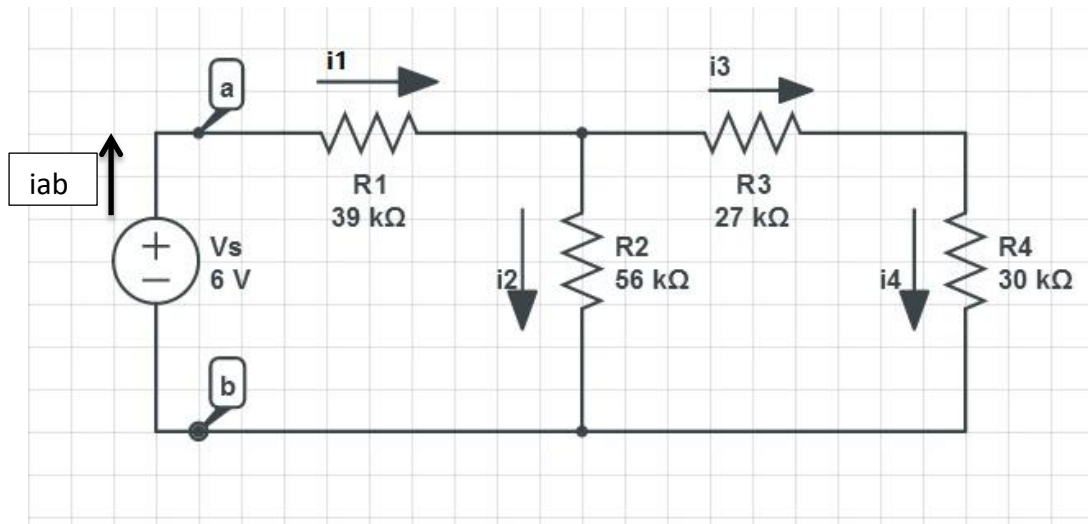 i1
i3
a
iab
R1
39 kΩ
R3
27 kΩ
+
−
Vs
6 V
i2
R2
56 kΩ
i4
R4
30 kΩ
b